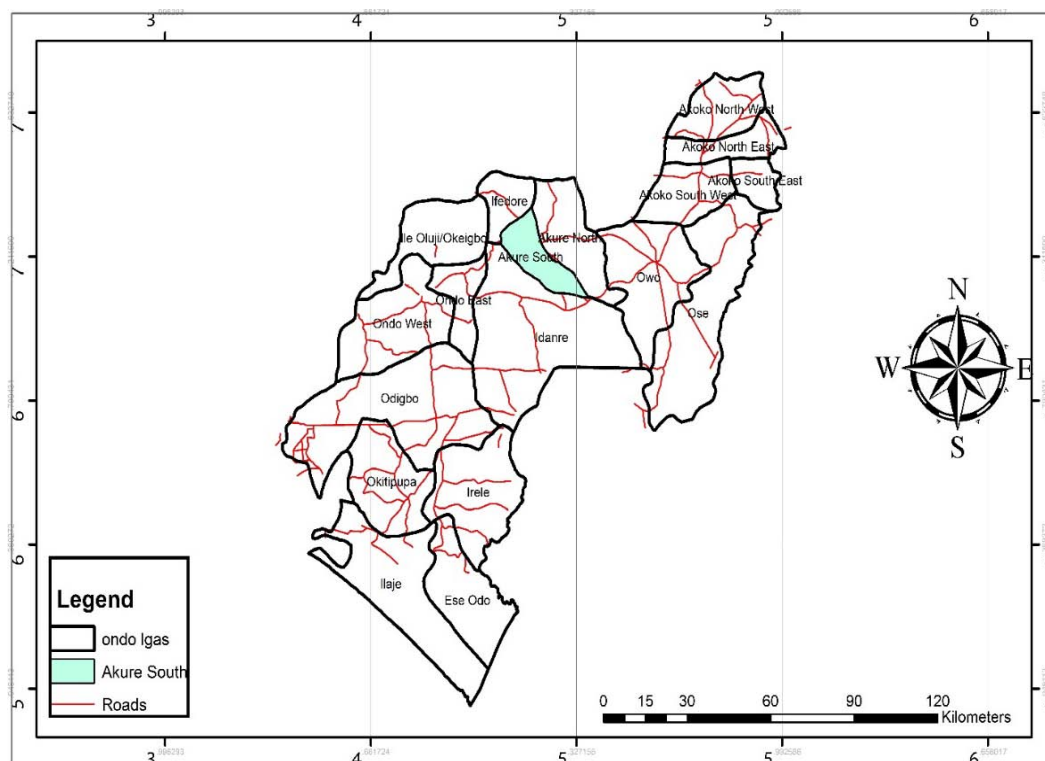 3 4 5 5 6
Akoko North West
Akoko North East
Akoko South East
Akoko South West
Ifedore
Ile Oluji/Okeigbo
Akure North
Akure South
Owo
Ondo East
Ose
Ondo West
Idanre
Odigbo
Okitipupa
Irele
Ilaje
Ese Odo
7
7
6
6
5
N
W E
S
Legend
ondo lgas
Akure South
Roads
0 15 30 60 90 120
Kilometers
3 4 5 5 6